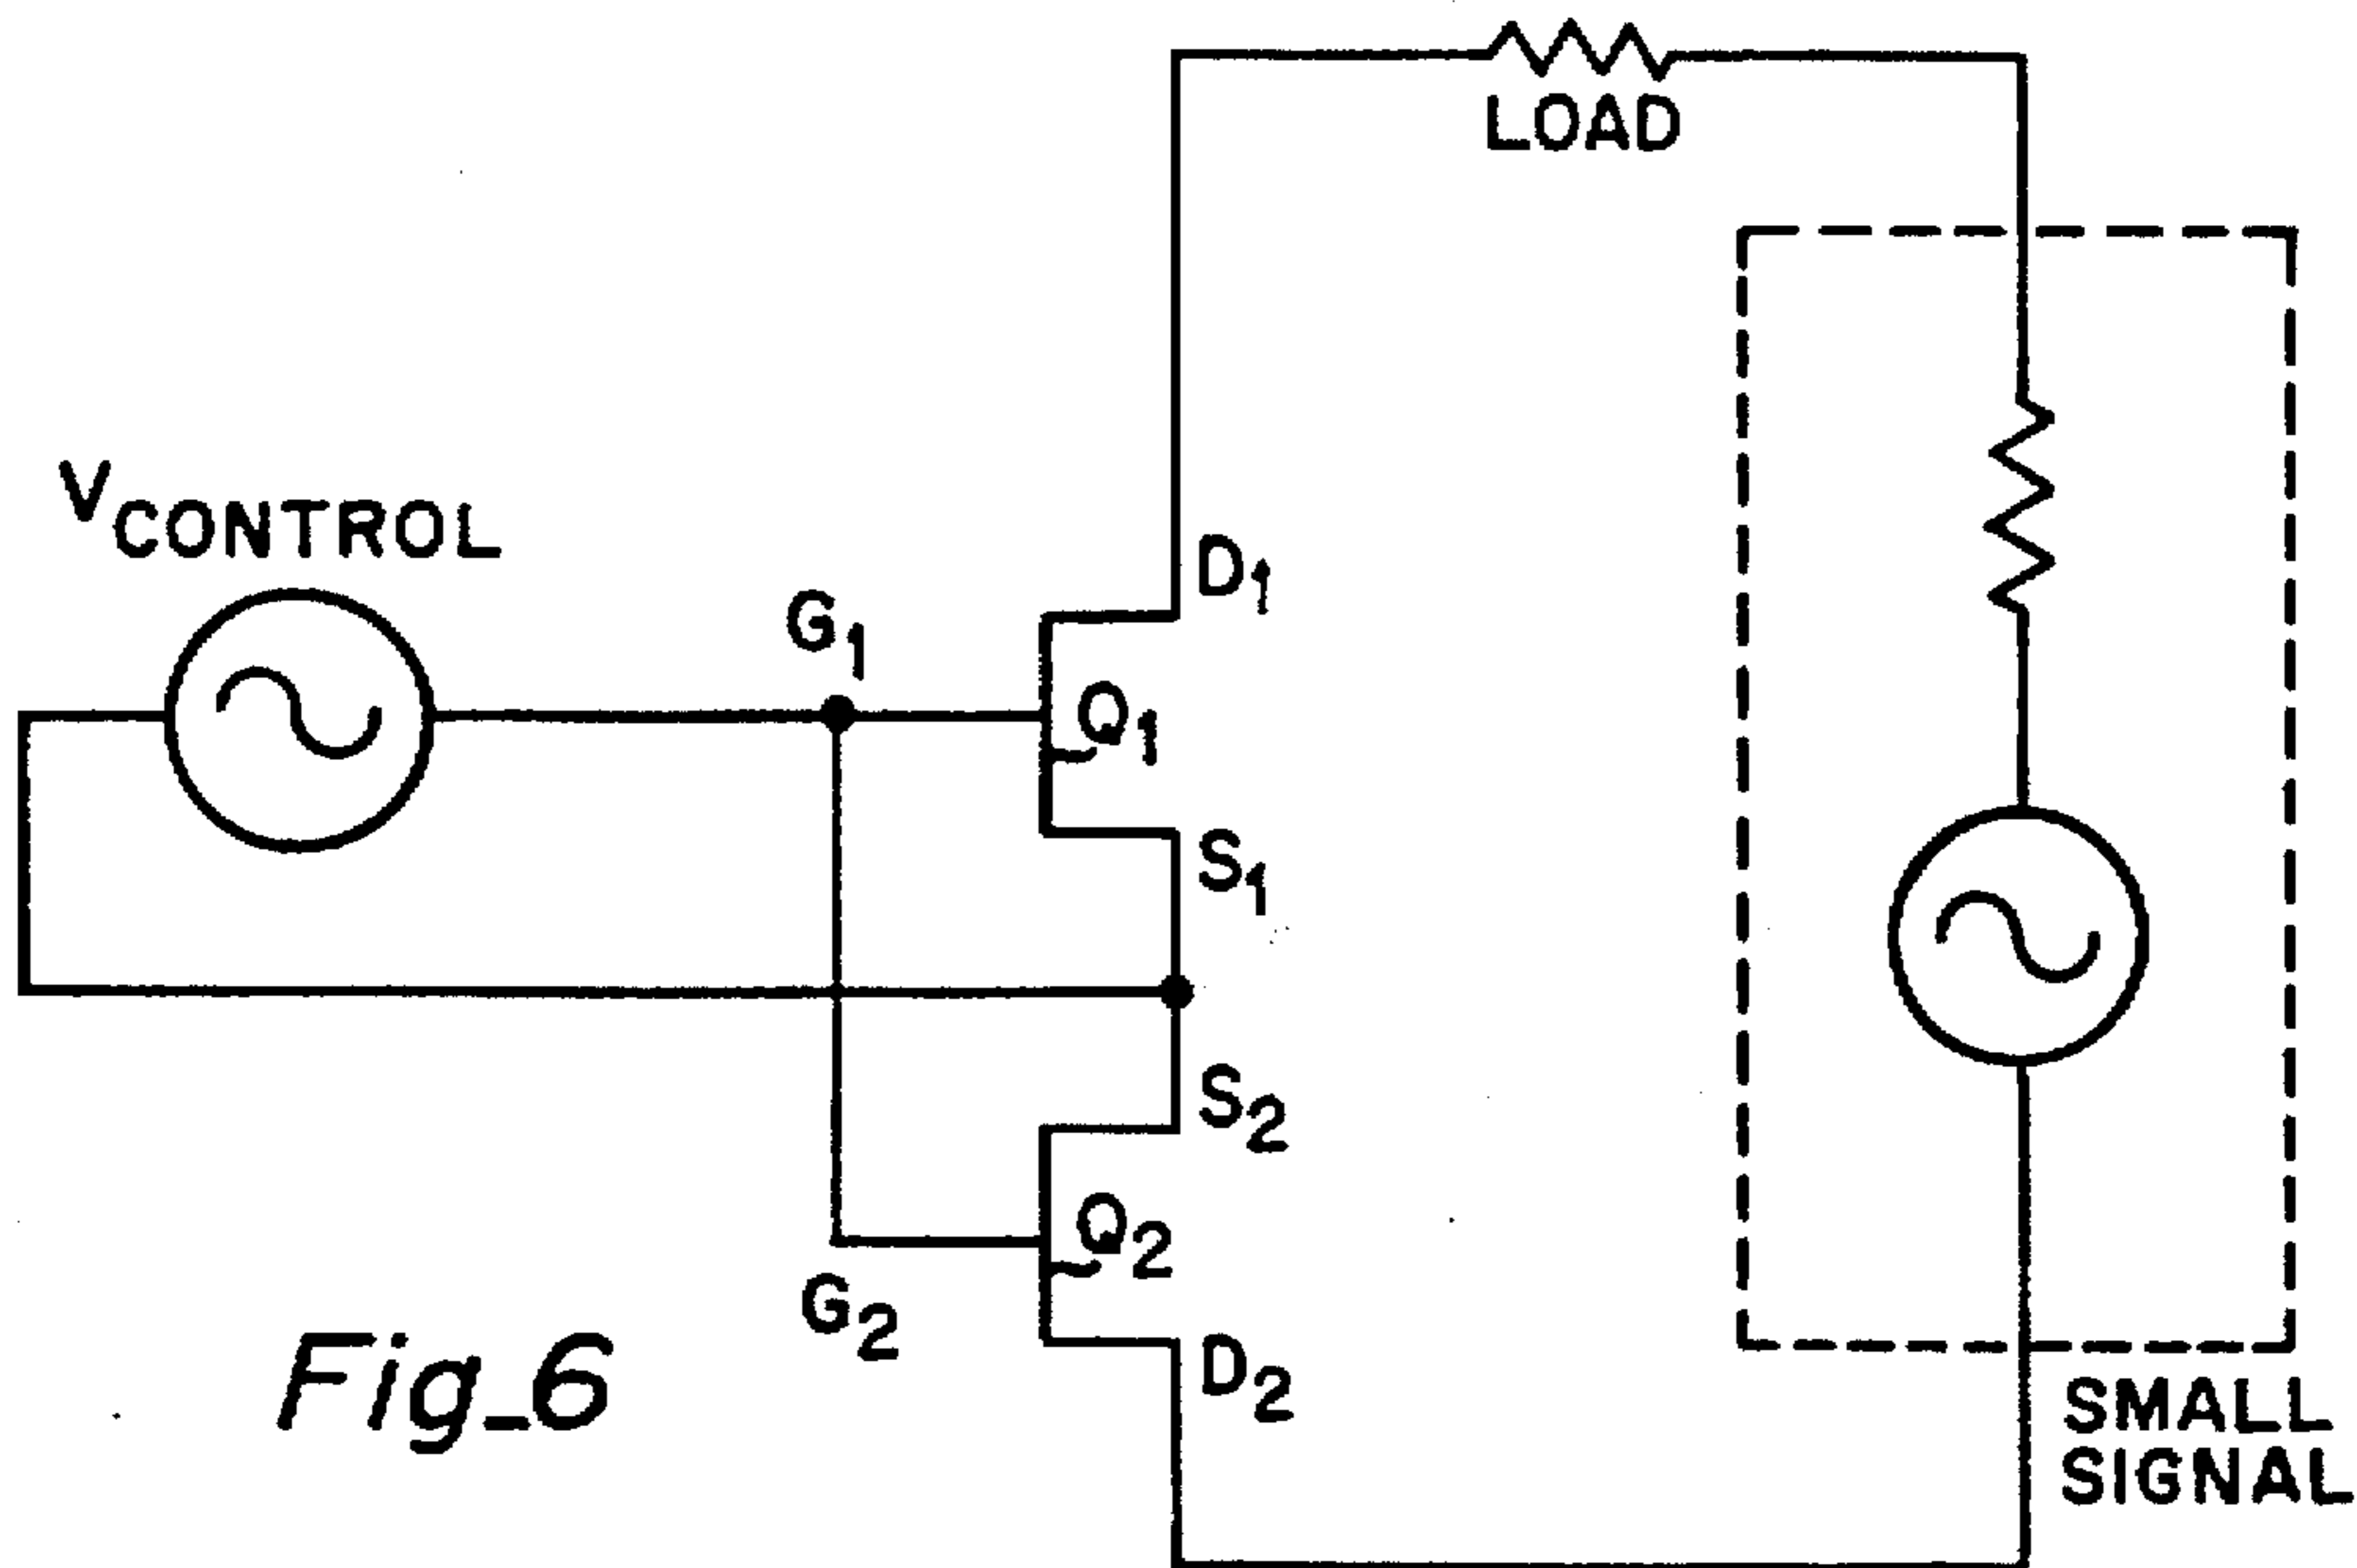 LOAD
VCONTROL
D1
G1
Q1
S1
S2
Q2
G2
D2
Fig_6
SMALL
SIGNAL